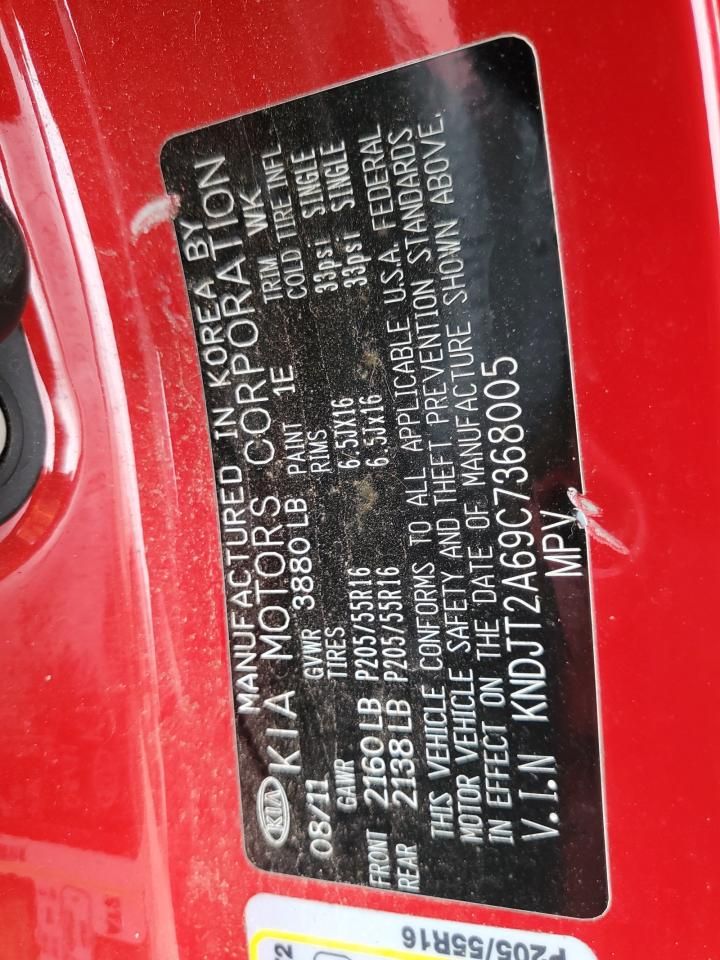 MANUFACTURED IN KOREA BY
KIA KIA MOTORS CORPORATION
08/11 GVWR 3880 LB PAINT 1E TRIM WK
GAWR TIRES RIMS COLD TIRE INFL
FRONT 2160 LB P205/55R16 6.5JX16 33psi SINGLE
REAR 2138 LB P205/55R16 6.5Jx16 33psi SINGLE
THIS VEHICLE CONFORMS TO ALL APPLICABLE U.S.A. FEDERAL
MOTOR VEHICLE SAFETY AND THEFT PREVENTION STANDARDS
IN EFFECT ON THE DATE OF MANUFACTURE SHOWN ABOVE.
V.I.N KNDJT2A69C7368005
MPV
P205/55R16